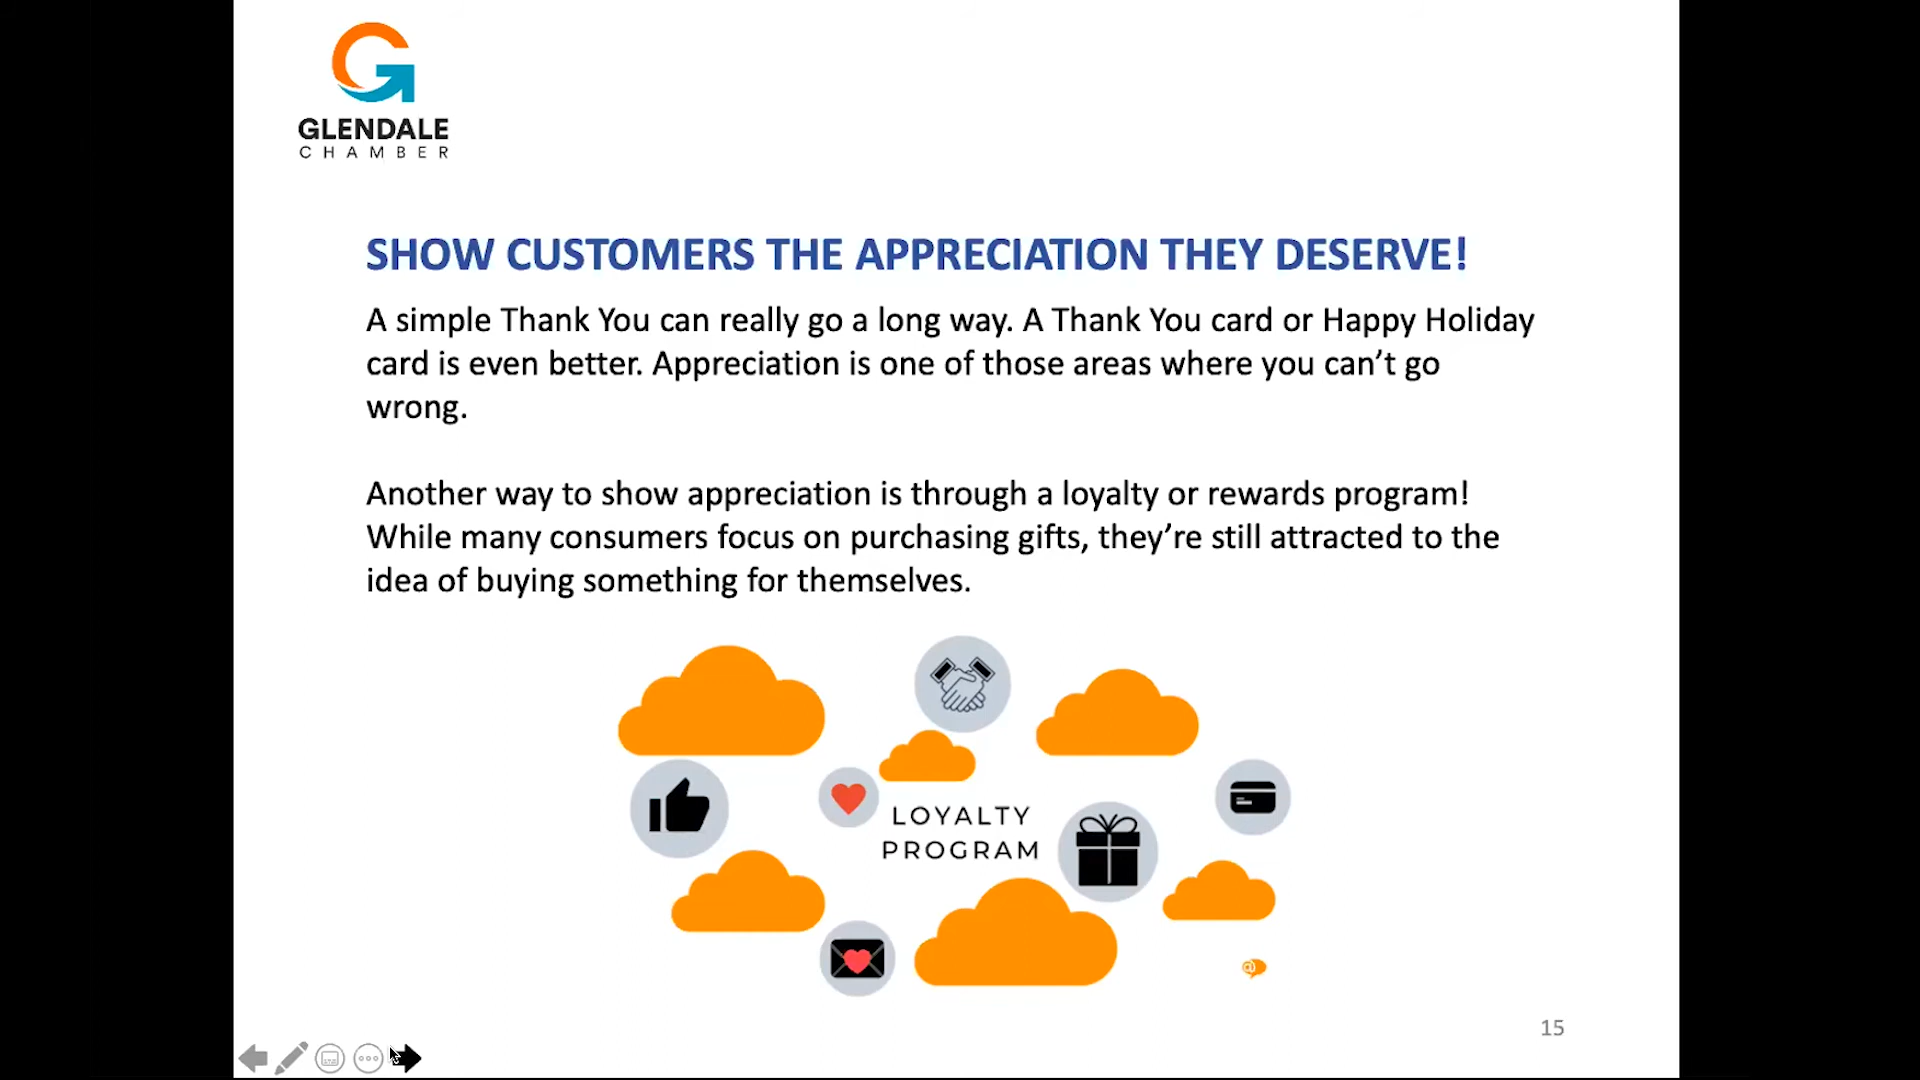 GLENDALE
CHAMBER
SHOW CUSTOMERS THE APPRECIATION THEY DESERVE!
A simple Thank You can really go a long way. A Thank You card or Happy Holiday
card is even better. Appreciation is one of those areas where you can’t go
wrong.
Another way to show appreciation is through a loyalty or rewards program!
While many consumers focus on purchasing gifts, they’re still attracted to the
idea of buying something for themselves.
LOYALTY
PROGRAM
@
15